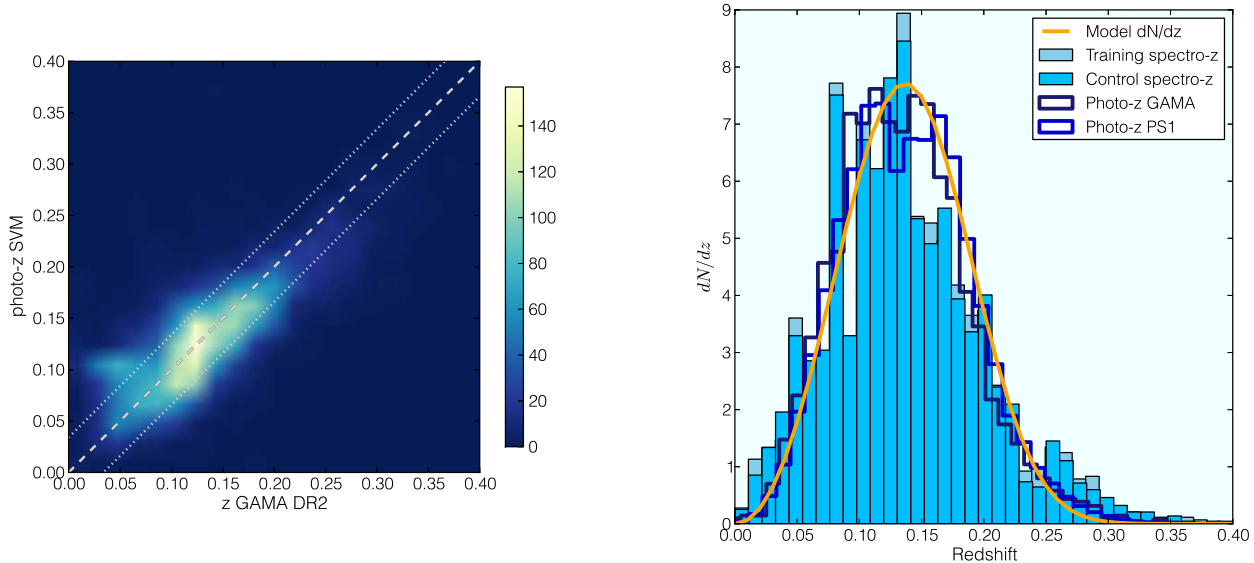 0.40
0.35
0.30
0.25
0.20
0.15
0.10
0.05
0.00
photo-z SVM
0.00 0.05 0.10 0.15 0.20 0.25 0.30 0.35 0.40
z GAMA DR2
140
120
100
80
60
40
20
0
9
8
7
6
5
4
3
2
1
0
dN/dz
0.00 0.05 0.10 0.15 0.20 0.25 0.30 0.35 0.40
Redshift
Model dN/dz
Training spectro-z
Control spectro-z
Photo-z GAMA
Photo-z PS1